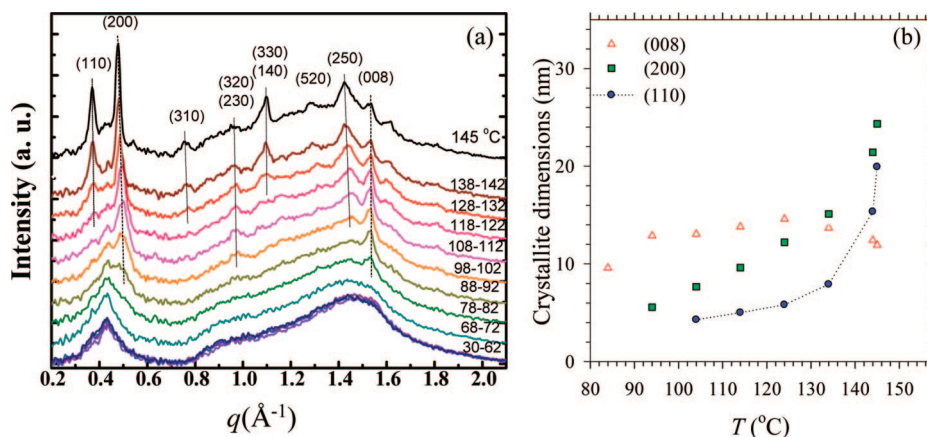 (a)
(200)
(110)
(330)
(320) (140) (250)
(230) (520) (008)
(310)
145 °C
138-142
128-132
118-122
108-112
98-102
88-92
78-82
68-72
30-62
Intensity (a. u.)
0.2 0.4 0.6 0.8 1.0 1.2 1.4 1.6 1.8 2.0
q(Å-1)
(b)
(008)
(200)
(110)
Crystallite dimensions (nm)
30
20
10
0
80 90 100 110 120 130 140 150
T (°C)